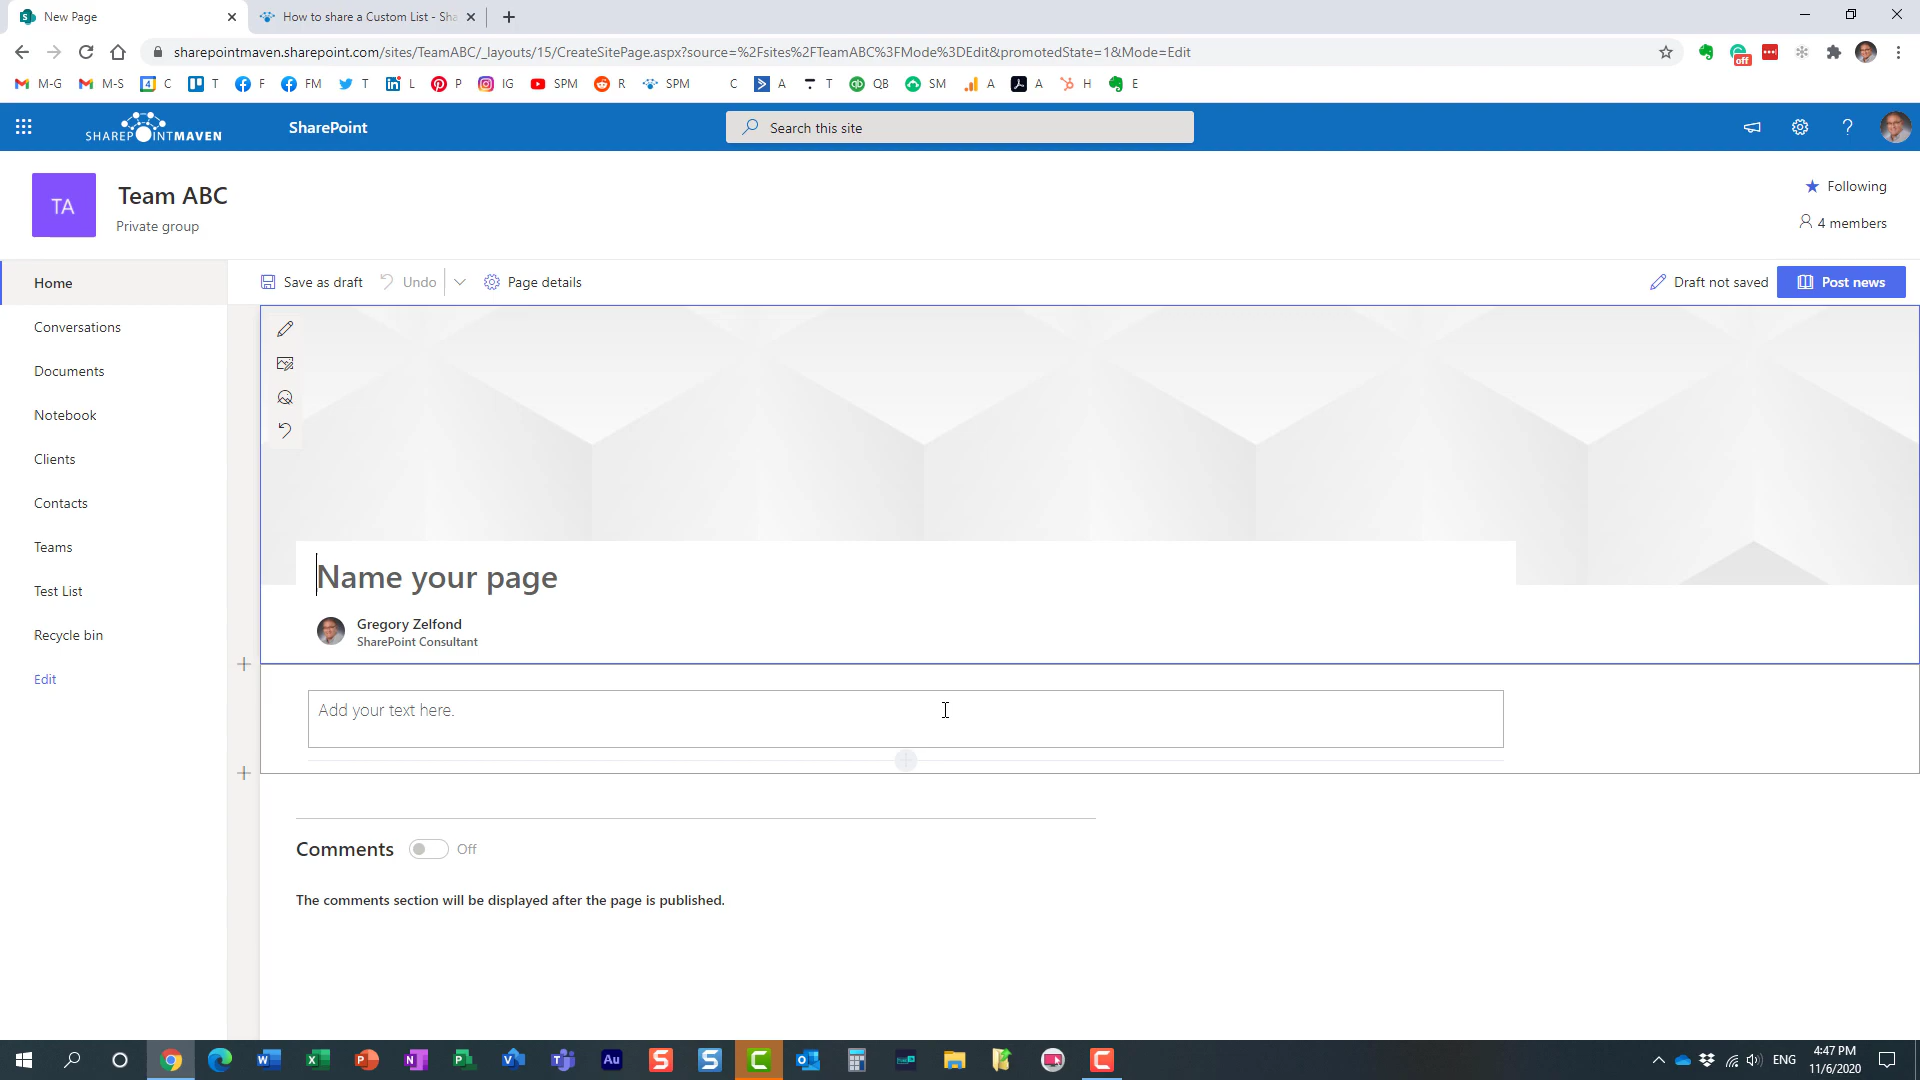 New Page
How to share a Custom List - Sha
sharepointmaven.sharepoint.com/sites/TeamABC/_layouts/15/CreateSitePage.aspx?source=%2Fsites%2FTeamABC%3FMode%3DEdit&promotedState=1&Mode=Edit
off
M-G M-S C T F FM T L P IG SPM R SPM C A T QB SM A A H E
SHAREPOINTMAVEN
SharePoint
Search this site
TA
Team ABC
Private group
Following
4 members
Home
Conversations
Documents
Notebook
Clients
Contacts
Teams
Test List
Recycle bin
Edit
Save as draft Undo Page details
Draft not saved Post news
Name your page
Gregory Zelfond
SharePoint Consultant
Add your text here.
Comments Off
The comments section will be displayed after the page is published.
ENG
4:47 PM
11/6/2020